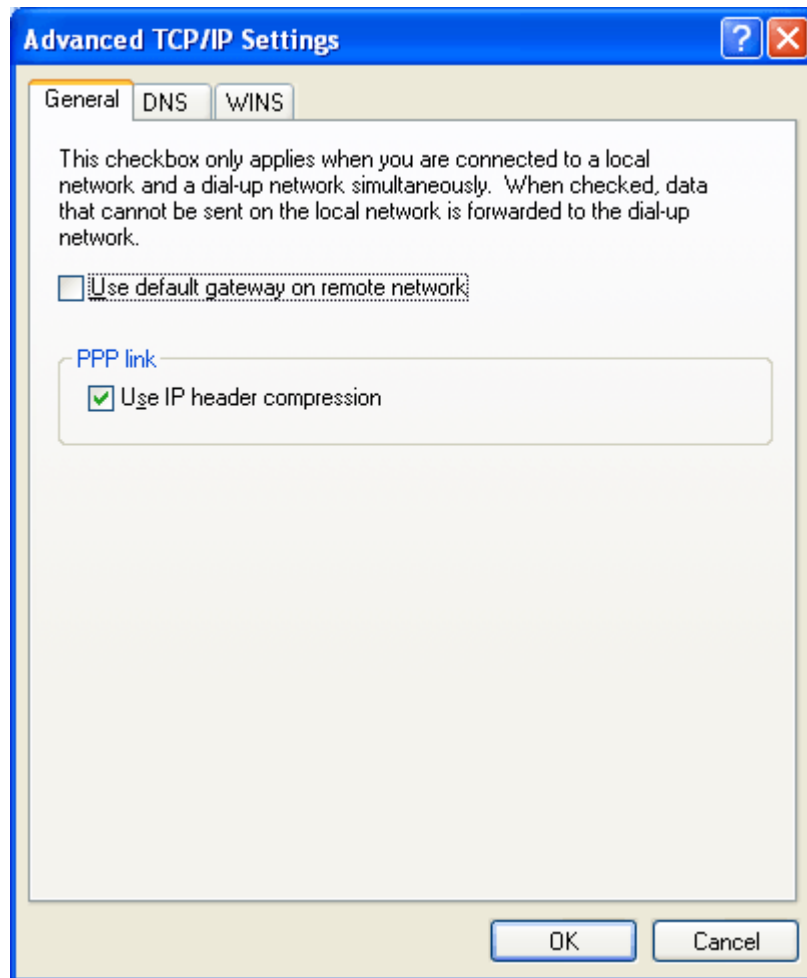 Advanced TCP/IP Settings
General
DNS
WINS
This checkbox only applies when you are connected to a local
network and a dial-up network simultaneously.  When checked, data
that cannot be sent on the local network is forwarded to the dial-up
network.
Use default gateway on remote network
PPP link
Use IP header compression
OK
Cancel